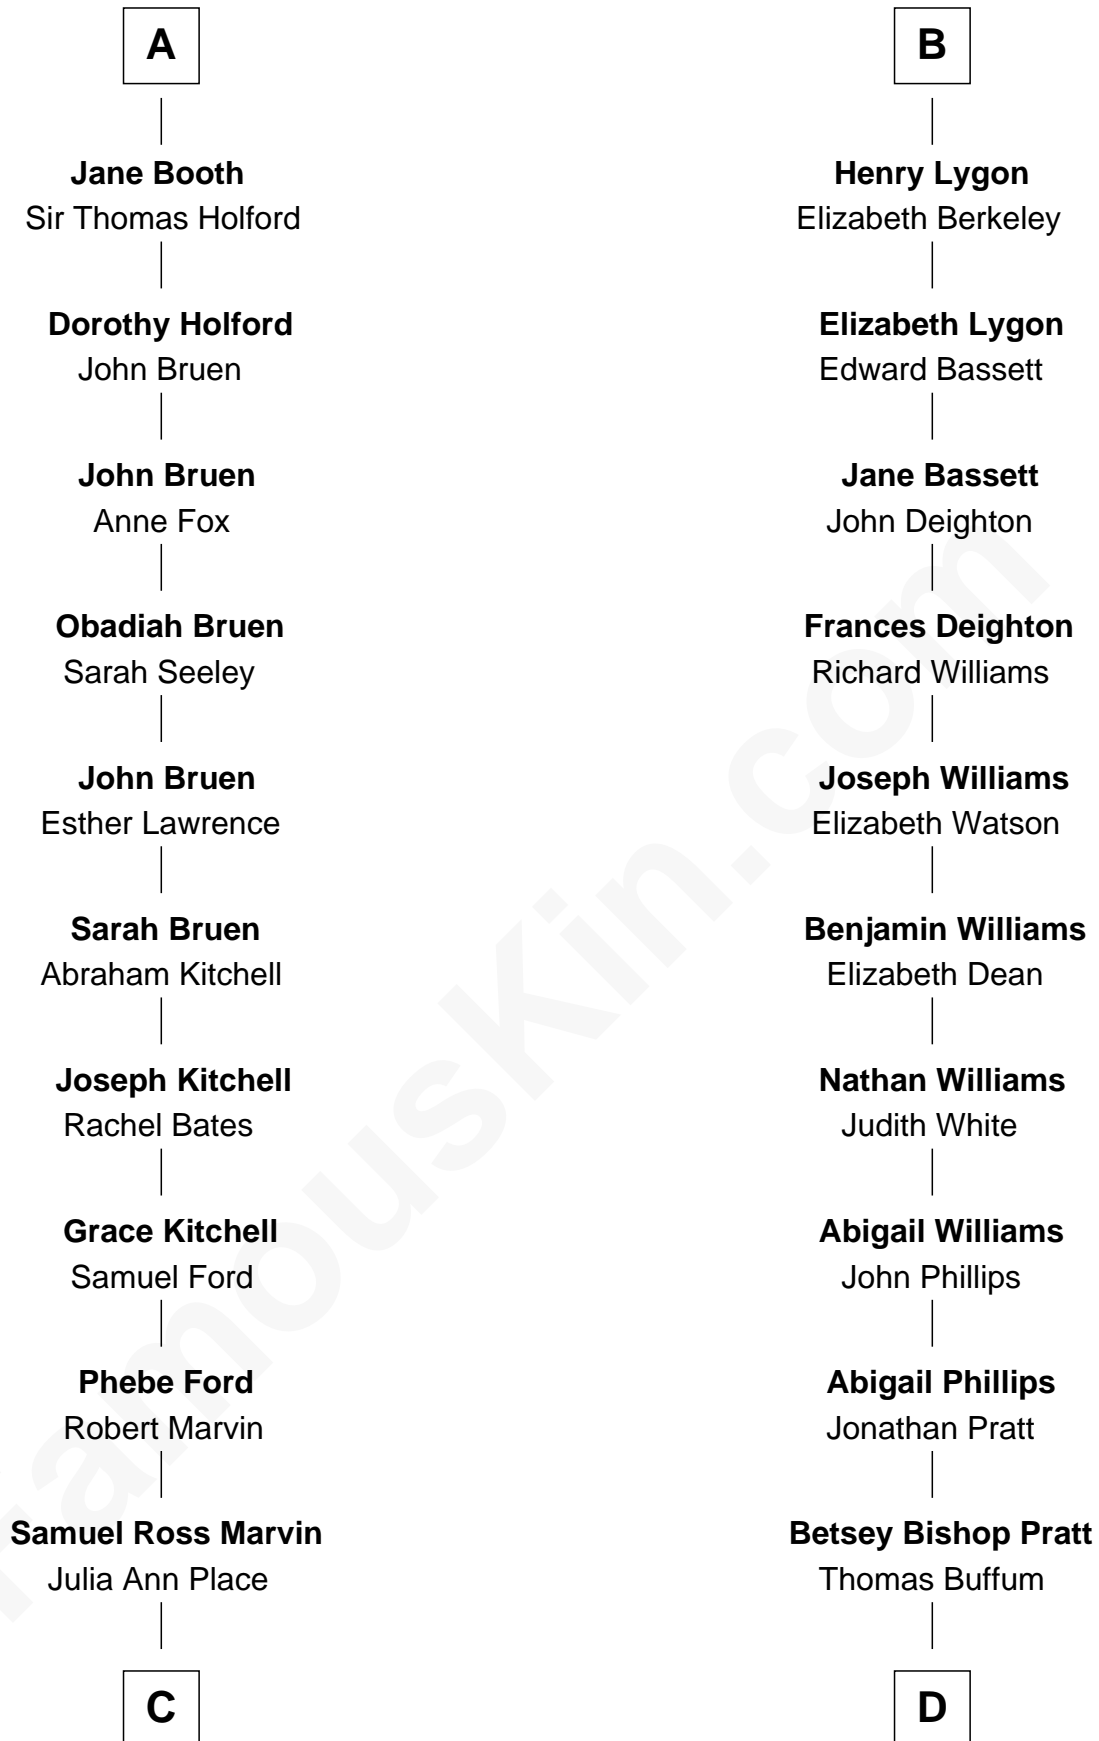 A
Jane Booth
Sir Thomas Holford
Dorothy Holford
John Bruen
John Bruen
Anne Fox
Obadiah Bruen
Sarah Seeley
John Bruen
Esther Lawrence
Sarah Bruen
Abraham Kitchell
Joseph Kitchell
Rachel Bates
Grace Kitchell
Samuel Ford
Phebe Ford
Robert Marvin
Samuel Ross Marvin
Julia Ann Place
C
B
Henry Lygon
Elizabeth Berkeley
Elizabeth Lygon
Edward Bassett
Jane Bassett
John Deighton
Frances Deighton
Richard Williams
Joseph Williams
Elizabeth Watson
Benjamin Williams
Elizabeth Dean
Nathan Williams
Judith White
Abigail Williams
John Phillips
Abigail Phillips
Jonathan Pratt
Betsey Bishop Pratt
Thomas Buffum
D
FamousKin.com